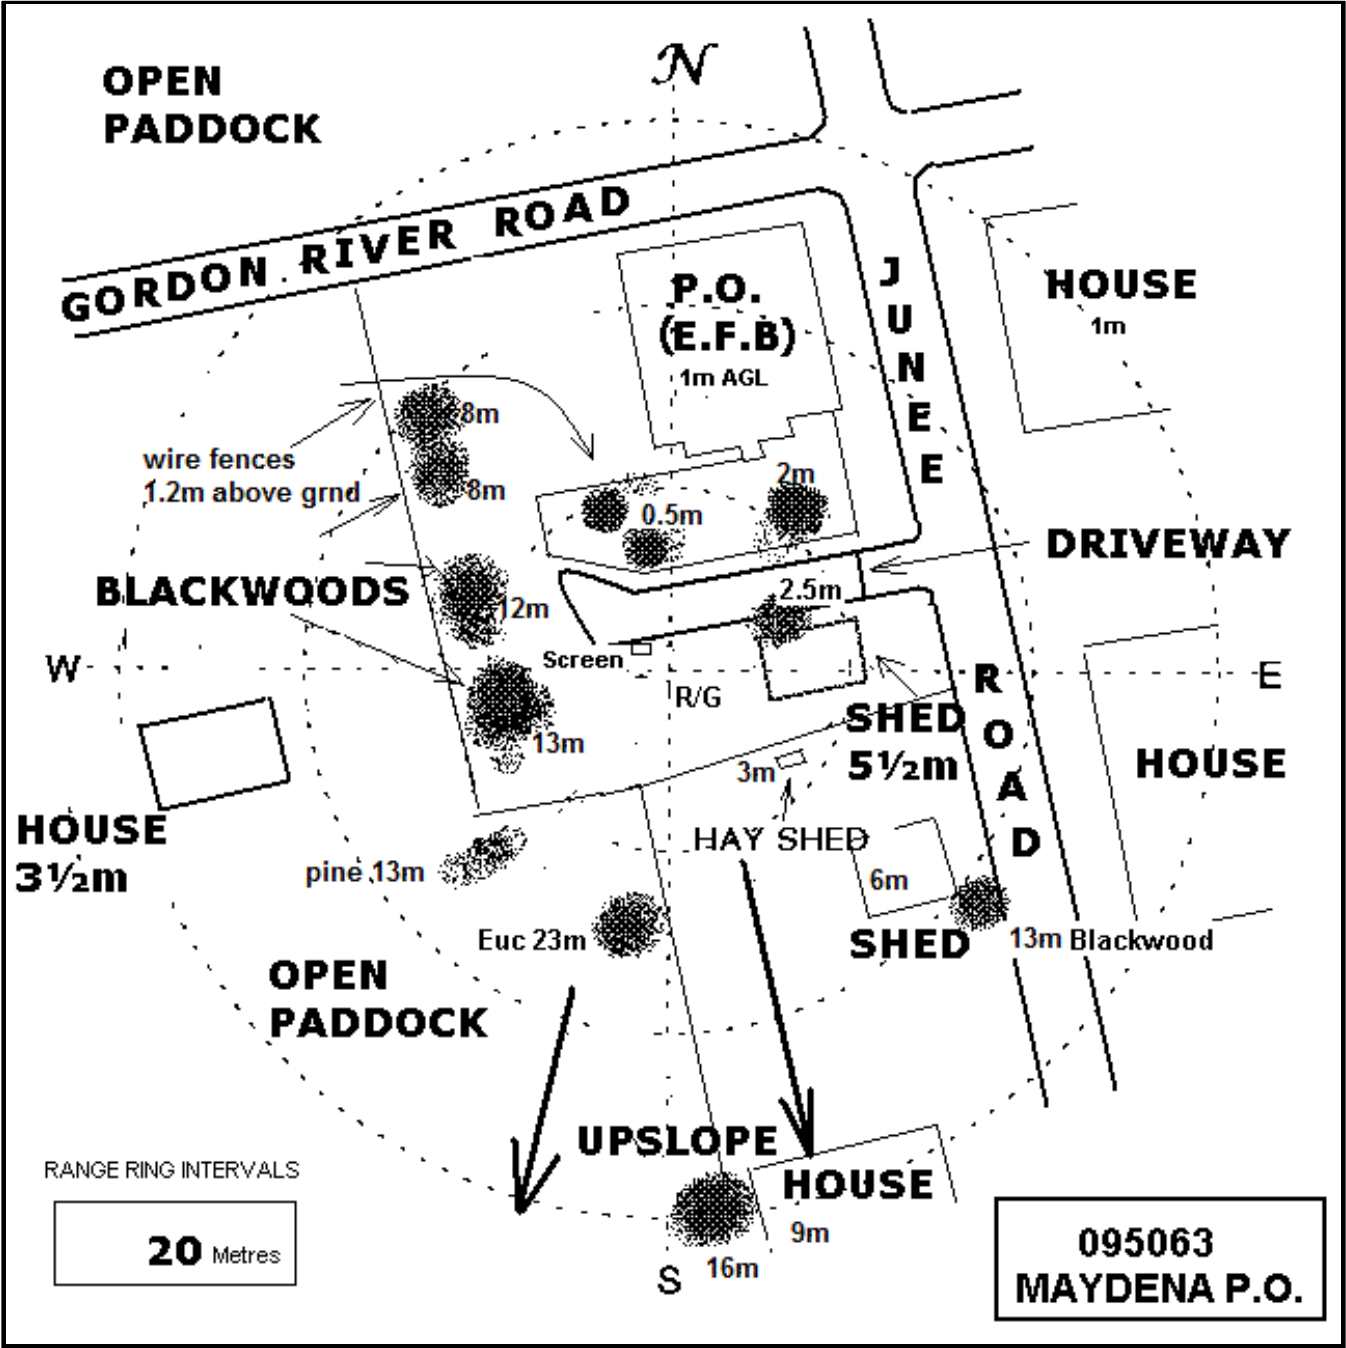 N
OPEN
PADDOCK
GORDON RIVER ROAD
P.O.
(E.F.B)
1m AGL
JUNEE
HOUSE
1m
8m
wire fences
1.2m above grnd
8m
2m
0.5m
DRIVEWAY
BLACKWOODS
2.5m
12m
Screen
W
E
R/G
ROAD
SHED
5½m
13m
3m
HOUSE
HOUSE
3½m
HAY SHED
pine 13m
6m
Euc 23m
SHED
13m Blackwood
OPEN
PADDOCK
UPSLOPE
RANGE RING INTERVALS
HOUSE
20 Metres
9m
16m
S
095063
MAYDENA P.O.